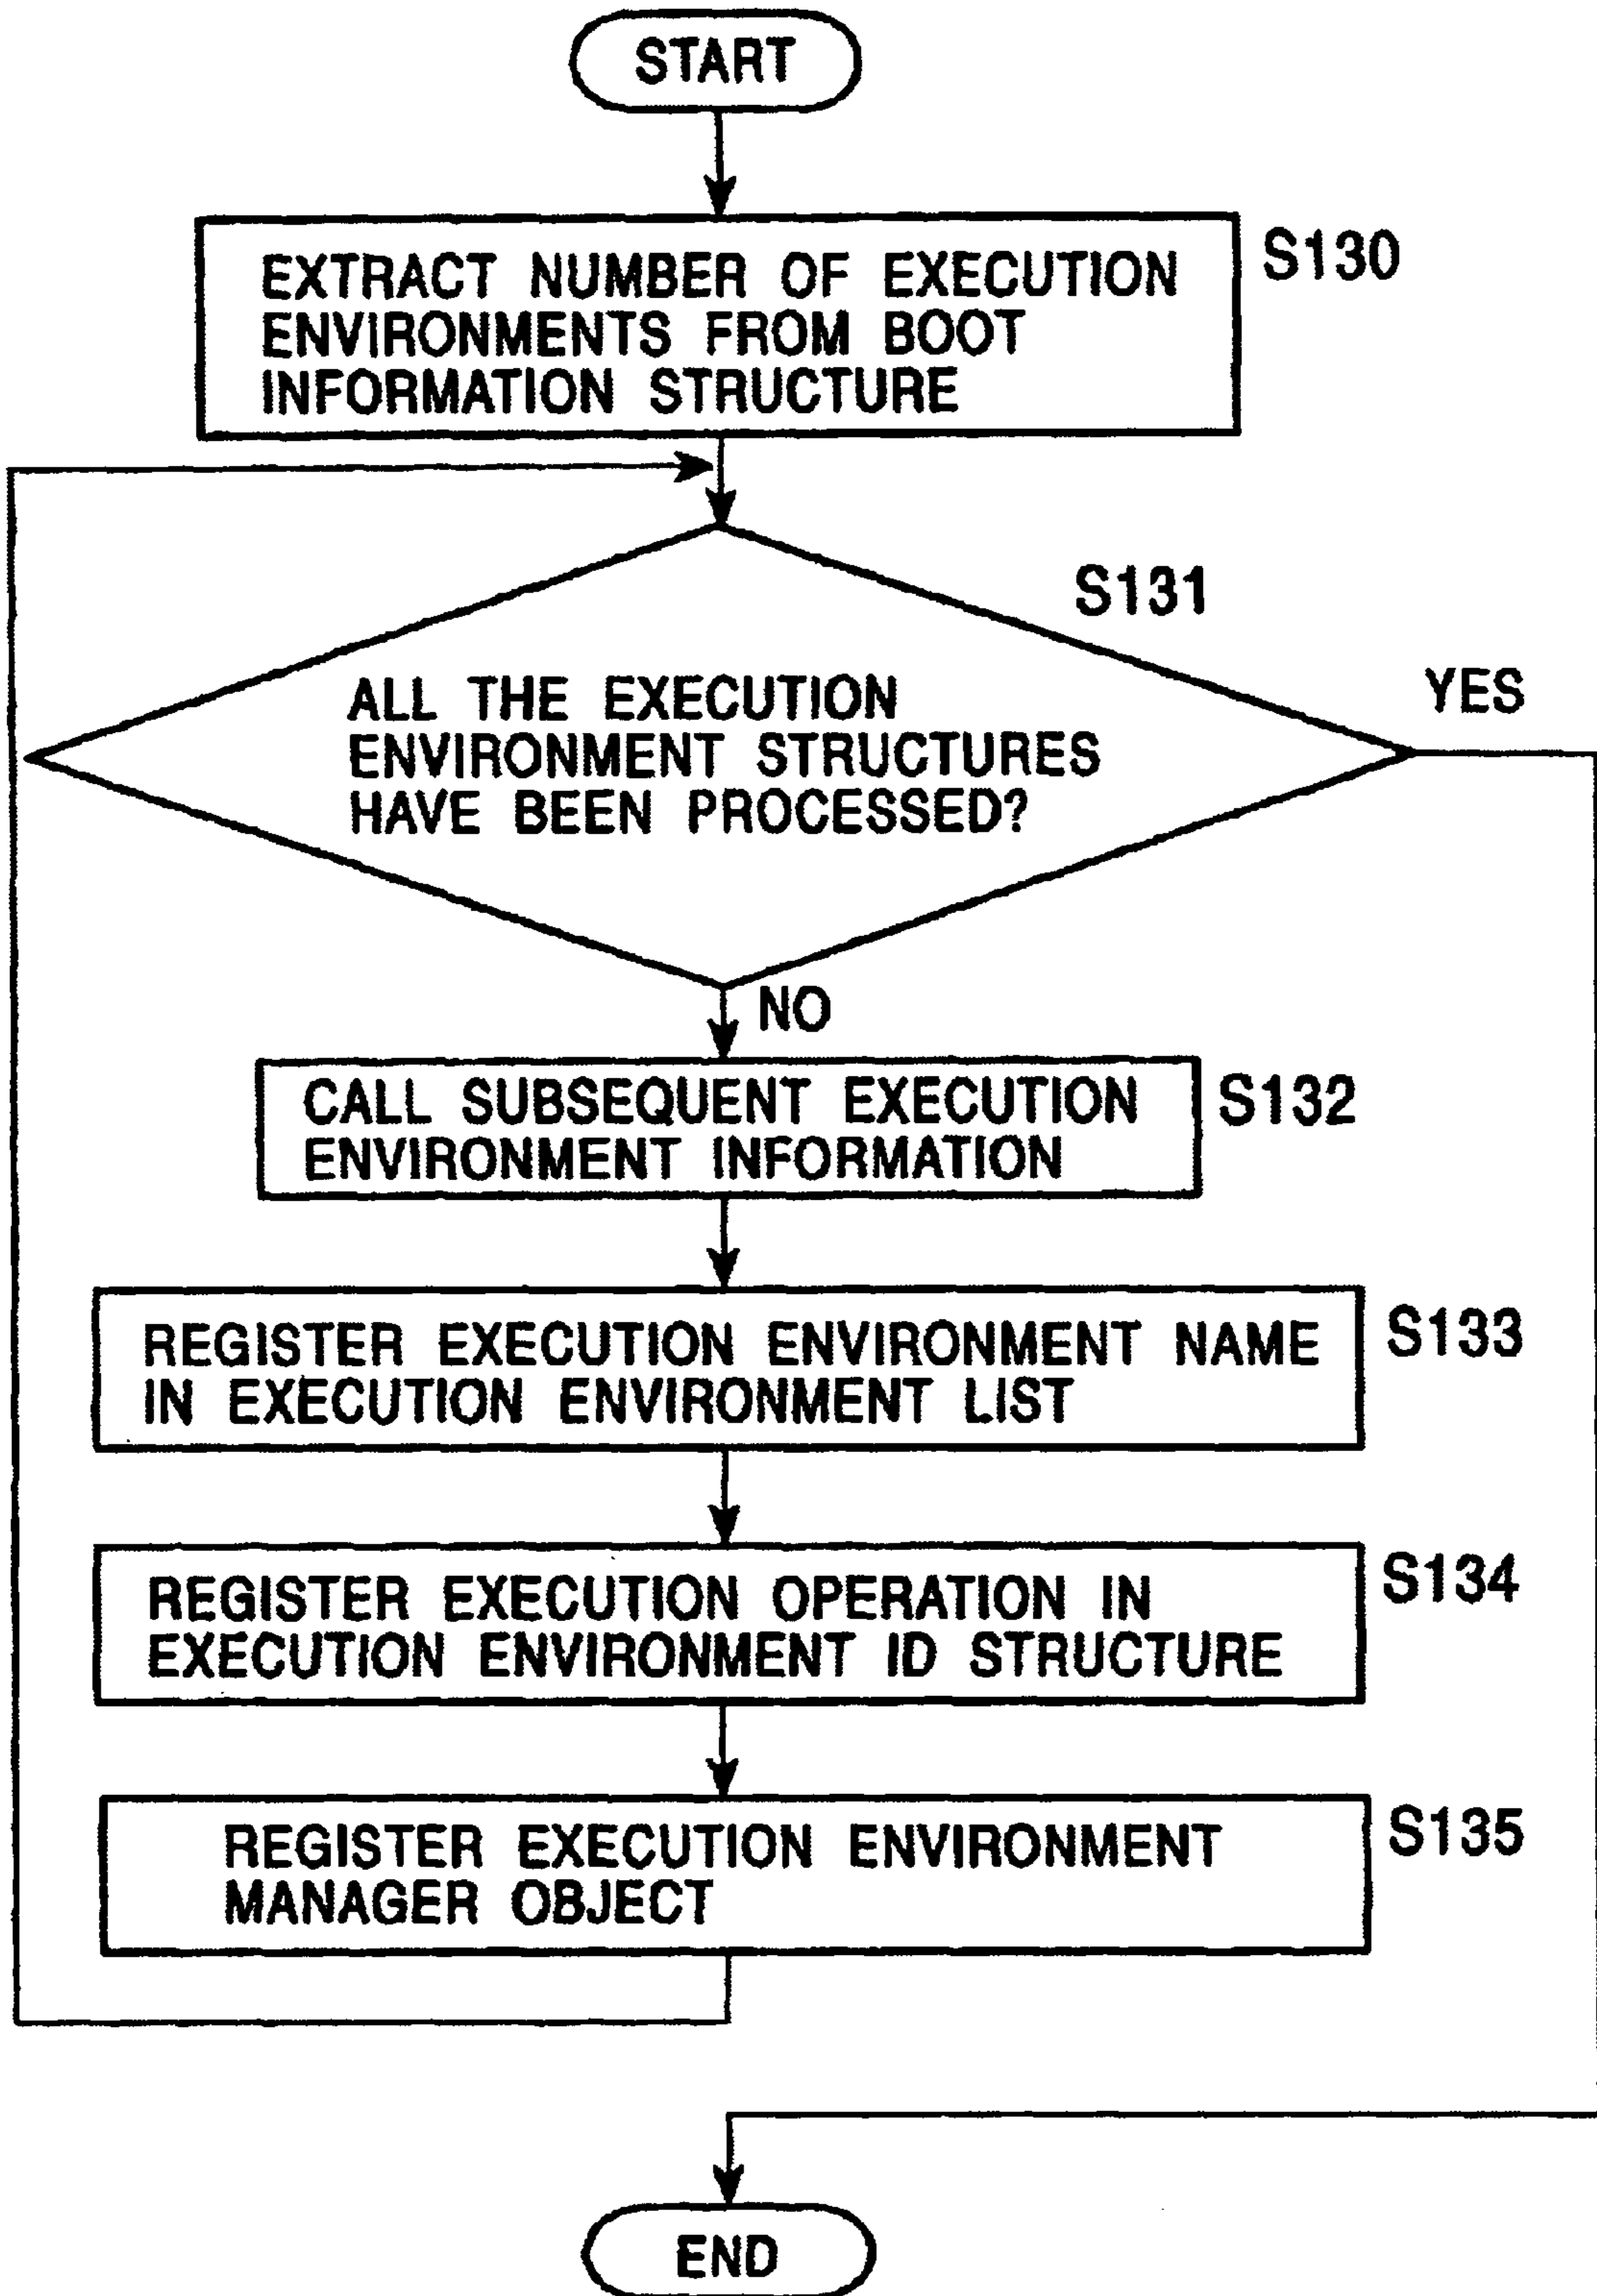 START
EXTRACT NUMBER OF EXECUTION
ENVIRONMENTS FROM BOOT
INFORMATION STRUCTURE
S130
S131
ALL THE EXECUTION
ENVIRONMENT STRUCTURES
HAVE BEEN PROCESSED?
YES
NO
CALL SUBSEQUENT EXECUTION
ENVIRONMENT INFORMATION
S132
REGISTER EXECUTION ENVIRONMENT NAME
IN EXECUTION ENVIRONMENT LIST
S133
REGISTER EXECUTION OPERATION IN
EXECUTION ENVIRONMENT ID STRUCTURE
S134
REGISTER EXECUTION ENVIRONMENT
MANAGER OBJECT
S135
END